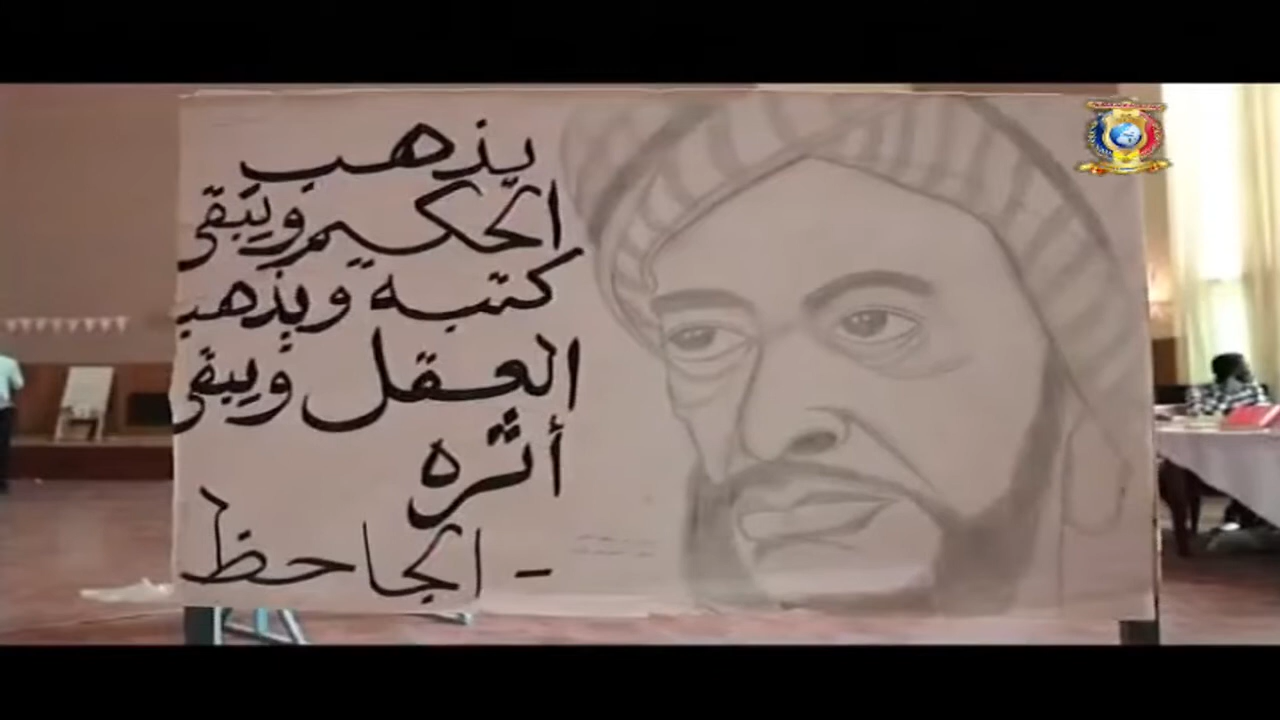 يذهب
الحكيم ويبقى
كتبه ويذهب
العقل ويبقى
أثره
- الجاحظ